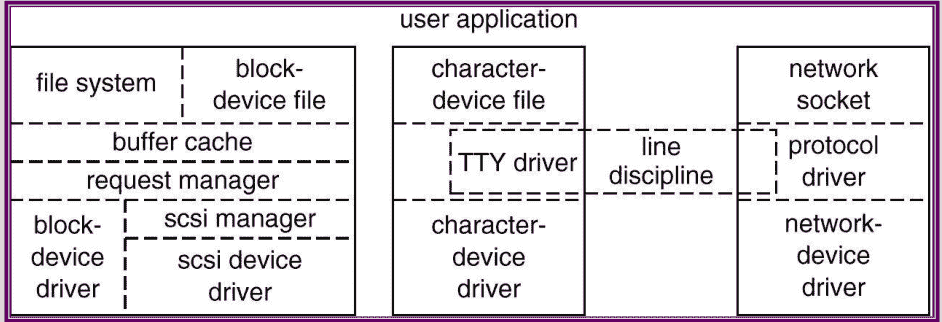 user application
file system
block-
device file
buffer cache
request manager
block-
device
driver
scsi manager
scsi device
driver
character-
device file
TTY driver
line
discipline
character-
device
driver
network
socket
protocol
driver
network-
device
driver